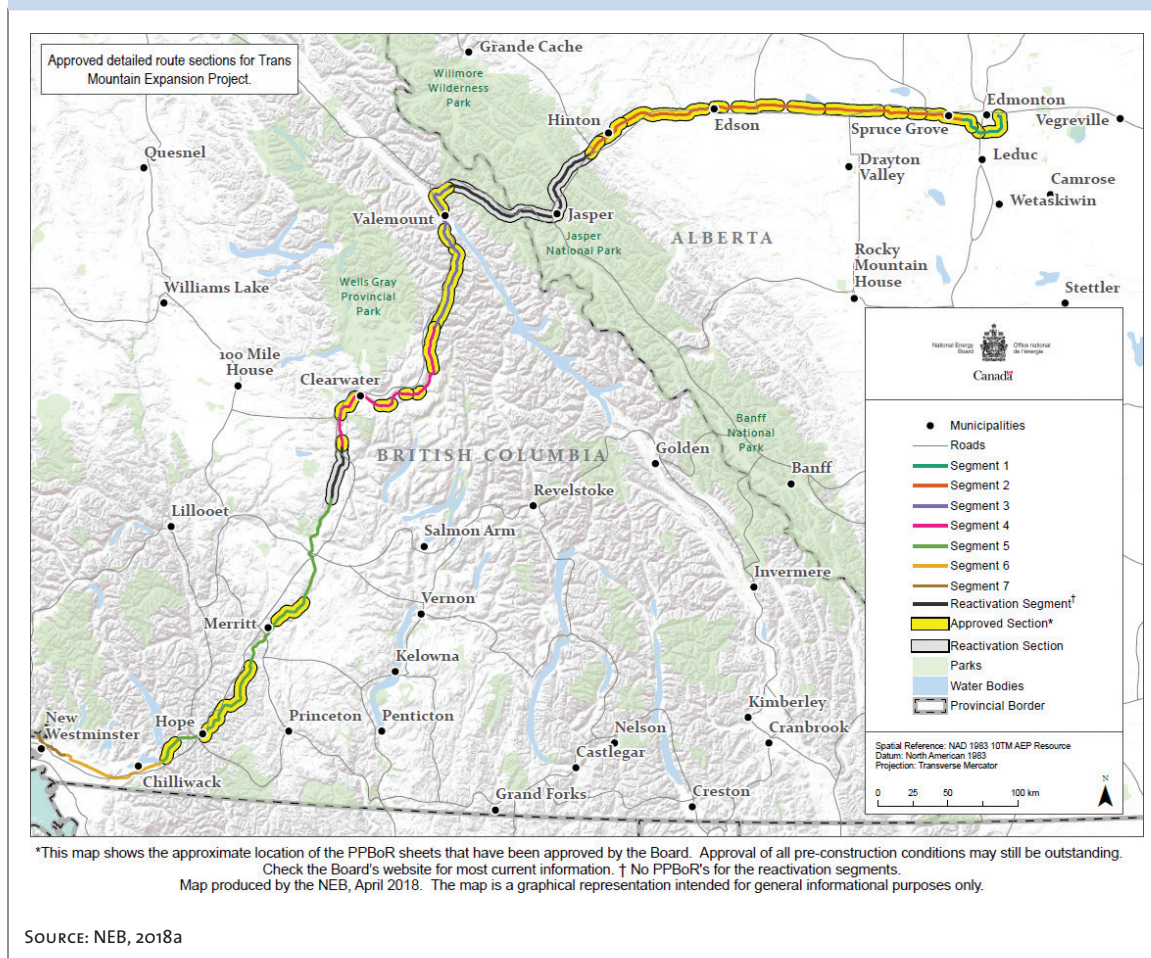 Approved detailed route sections for Trans
Mountain Expansion Project.
Grande Cache
Willmore
Wilderness
Park
Hinton
Edson
Spruce Grove
Edmonton
Vegreville
Leduc
Drayton
Valley
Camrose
Wetaskiwin
Quesnel
Valemount
Jasper
Jasper
National Park
ALBERTA
Rocky
Mountain
House
Stettler
Williams Lake
Wells Gray
Provincial
Park
100 Mile
House
Clearwater
BRITISH COLUMBIA
Banff
National
Park
Golden
Banff
Revelstoke
Lillooet
Salmon Arm
Invermere
Vernon
Merritt
Kelowna
Kimberley
Cranbrook
New
Westminster
Hope
Princeton
Penticton
Nelson
Castlegar
Chilliwack
Grand Forks
Creston
National Energy
Board
Office national
de l'énergie
Canada
Municipalities
Roads
Segment 1
Segment 2
Segment 3
Segment 4
Segment 5
Segment 6
Segment 7
Reactivation Segment†
Approved Section*
Reactivation Section
Parks
Water Bodies
Provincial Border
Spatial Reference: NAD 1983 10TM AEP Resource
Datum: North American 1983
Projection: Transverse Mercator
N
0 25 50 100 km
*This map shows the approximate location of the PPBoR sheets that have been approved by the Board. Approval of all pre-construction conditions may still be outstanding.
Check the Board's website for most current information. † No PPBoR's for the reactivation segments.
Map produced by the NEB, April 2018. The map is a graphical representation intended for general informational purposes only.
Source: NEB, 2018a